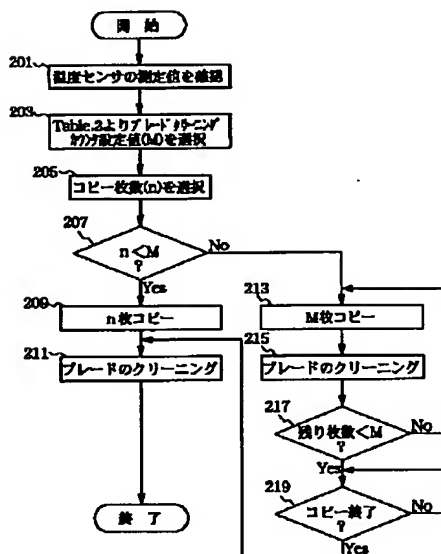 開 始
201
温度センサの測定値を確認
203
Table.2よりブレードクリーニング
カウンタ設定値(M)を選択
205
コピー枚数(n)を選択
207
n<M
?
No
Yes
209
n枚コピー
213
M枚コピー
211
ブレードのクリーニング
215
ブレードのクリーニング
217
残り枚数<M
?
No
Yes
219
コピー終了
?
No
Yes
終 了